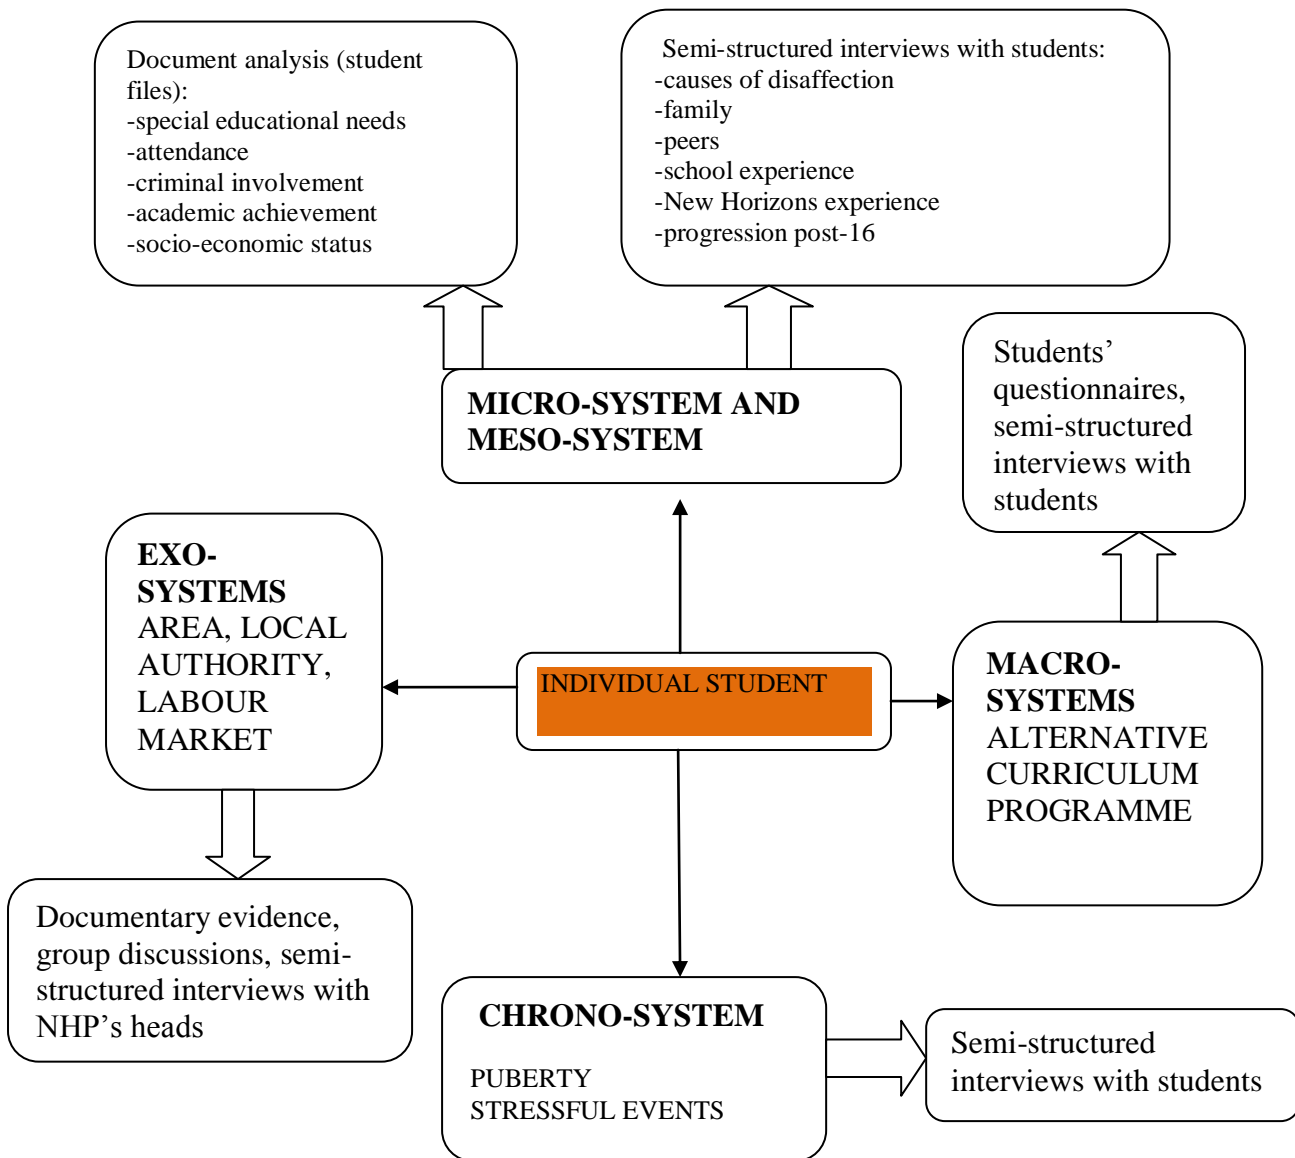 Document analysis (student
files):
-special educational needs
-attendance
-criminal involvement
-academic achievement
-socio-economic status
Semi-structured interviews with students:
-causes of disaffection
-family
-peers
-school experience
-New Horizons experience
-progression post-16
Students’
questionnaires,
semi-structured
interviews with
students
MICRO-SYSTEM AND
MESO-SYSTEM
EXO-
SYSTEMS
AREA, LOCAL
AUTHORITY,
LABOUR
MARKET
INDIVIDUAL STUDENT
MACRO-
SYSTEMS
ALTERNATIVE
CURRICULUM
PROGRAMME
Documentary evidence,
group discussions, semi-
structured interviews with
NHP’s heads
CHRONO-SYSTEM
PUBERTY
STRESSFUL EVENTS
Semi-structured
interviews with students